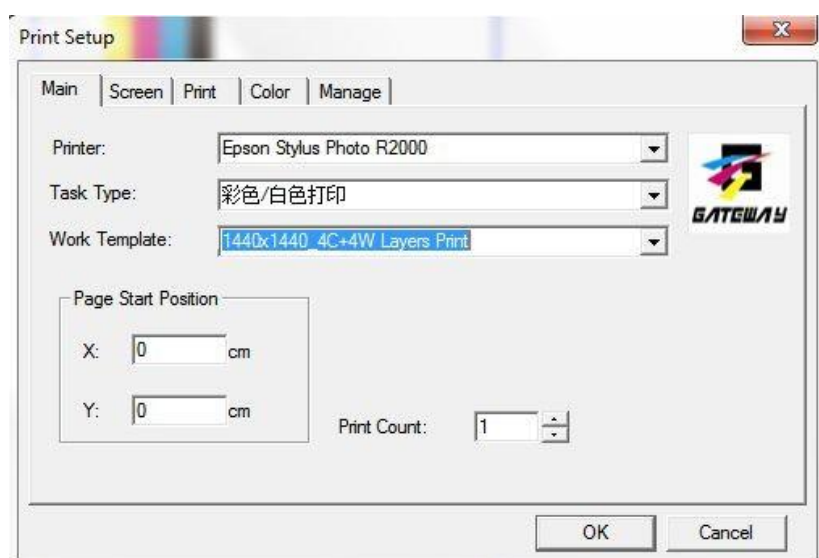 Print Setup
Main Screen Print Color Manage
Printer: Epson Stylus Photo R2000
Task Type: 彩色/白色打印
GATEWAY
Work Template: 1440x1440_4C+4W Layers Print
Page Start Position
X: 0 cm
Y: 0 cm
Print Count: 1
OK Cancel